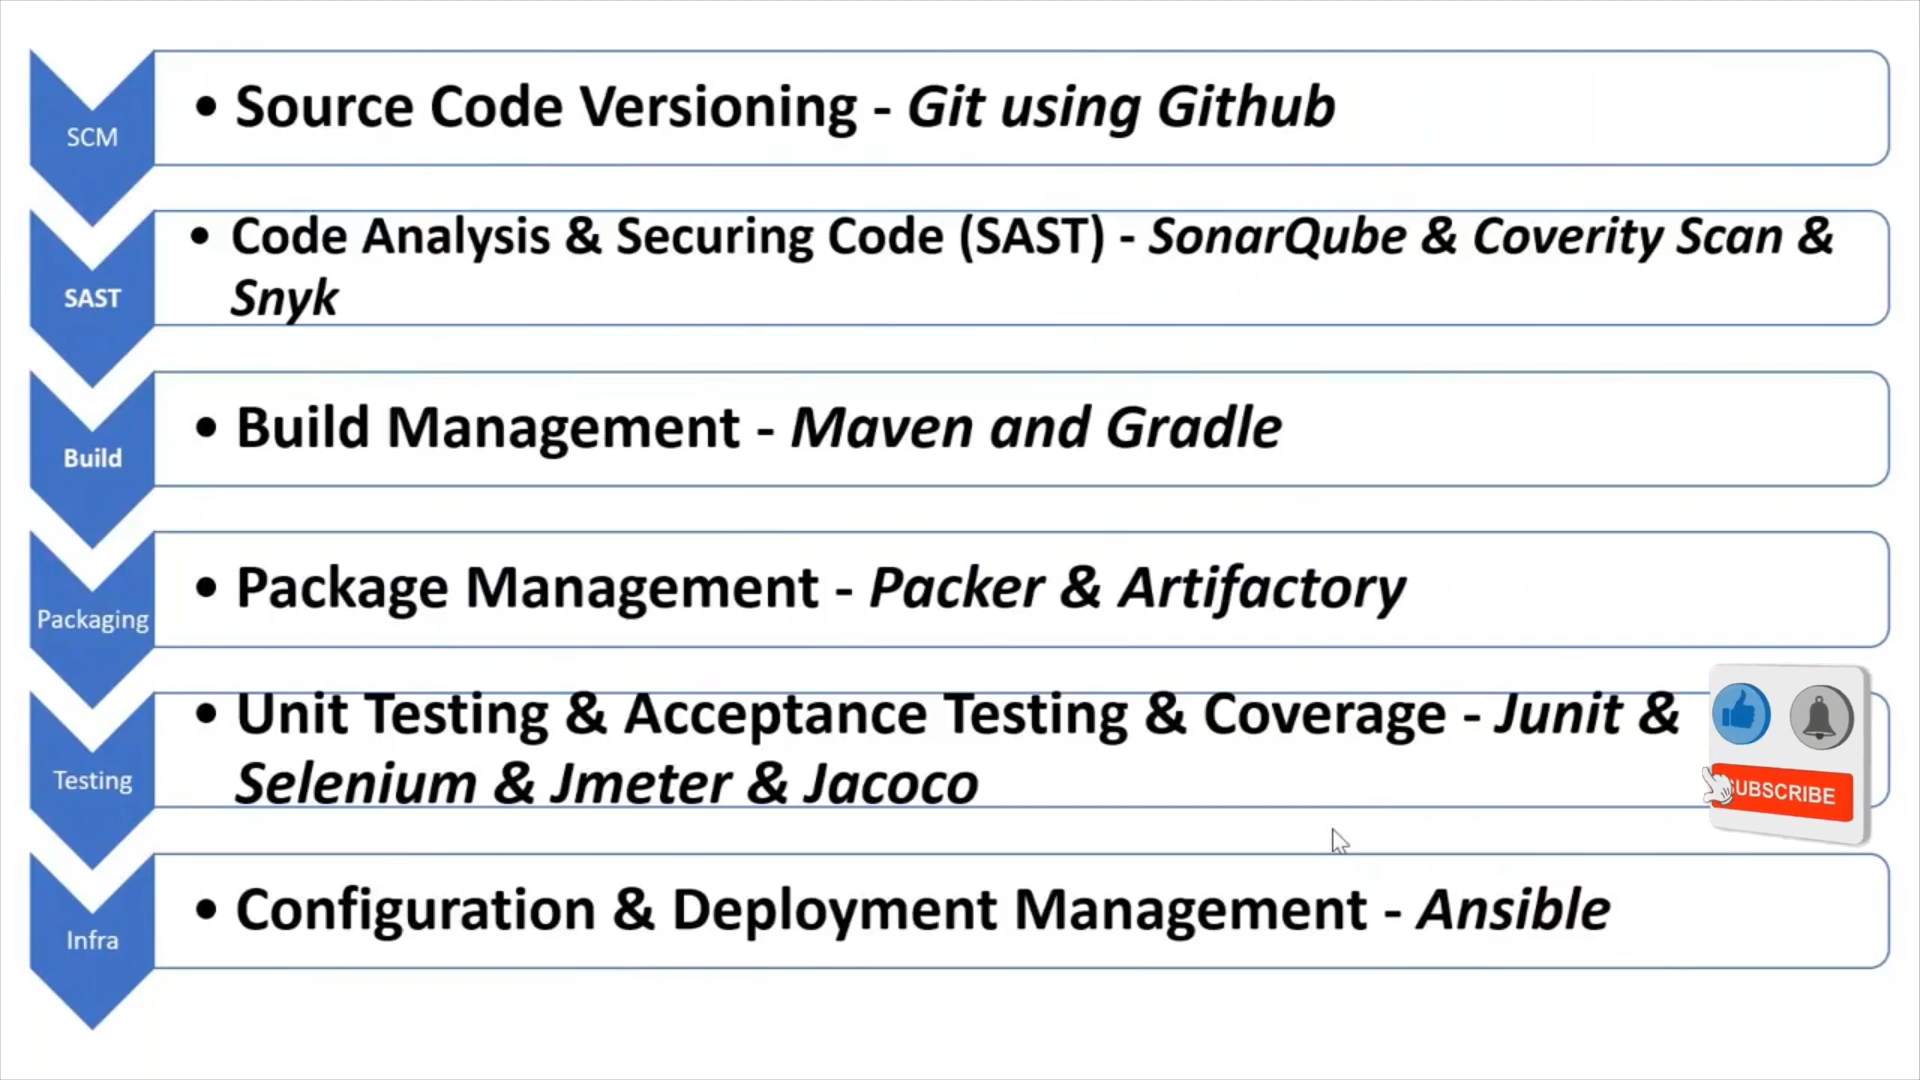 SCM
• Source Code Versioning - Git using Github
SAST
• Code Analysis & Securing Code (SAST) - SonarQube & Coverity Scan &
Snyk
Build
• Build Management - Maven and Gradle
Packaging
• Package Management - Packer & Artifactory
Testing
• Unit Testing & Acceptance Testing & Coverage - Junit &
Selenium & Jmeter & Jacoco
SUBSCRIBE
Infra
• Configuration & Deployment Management - Ansible